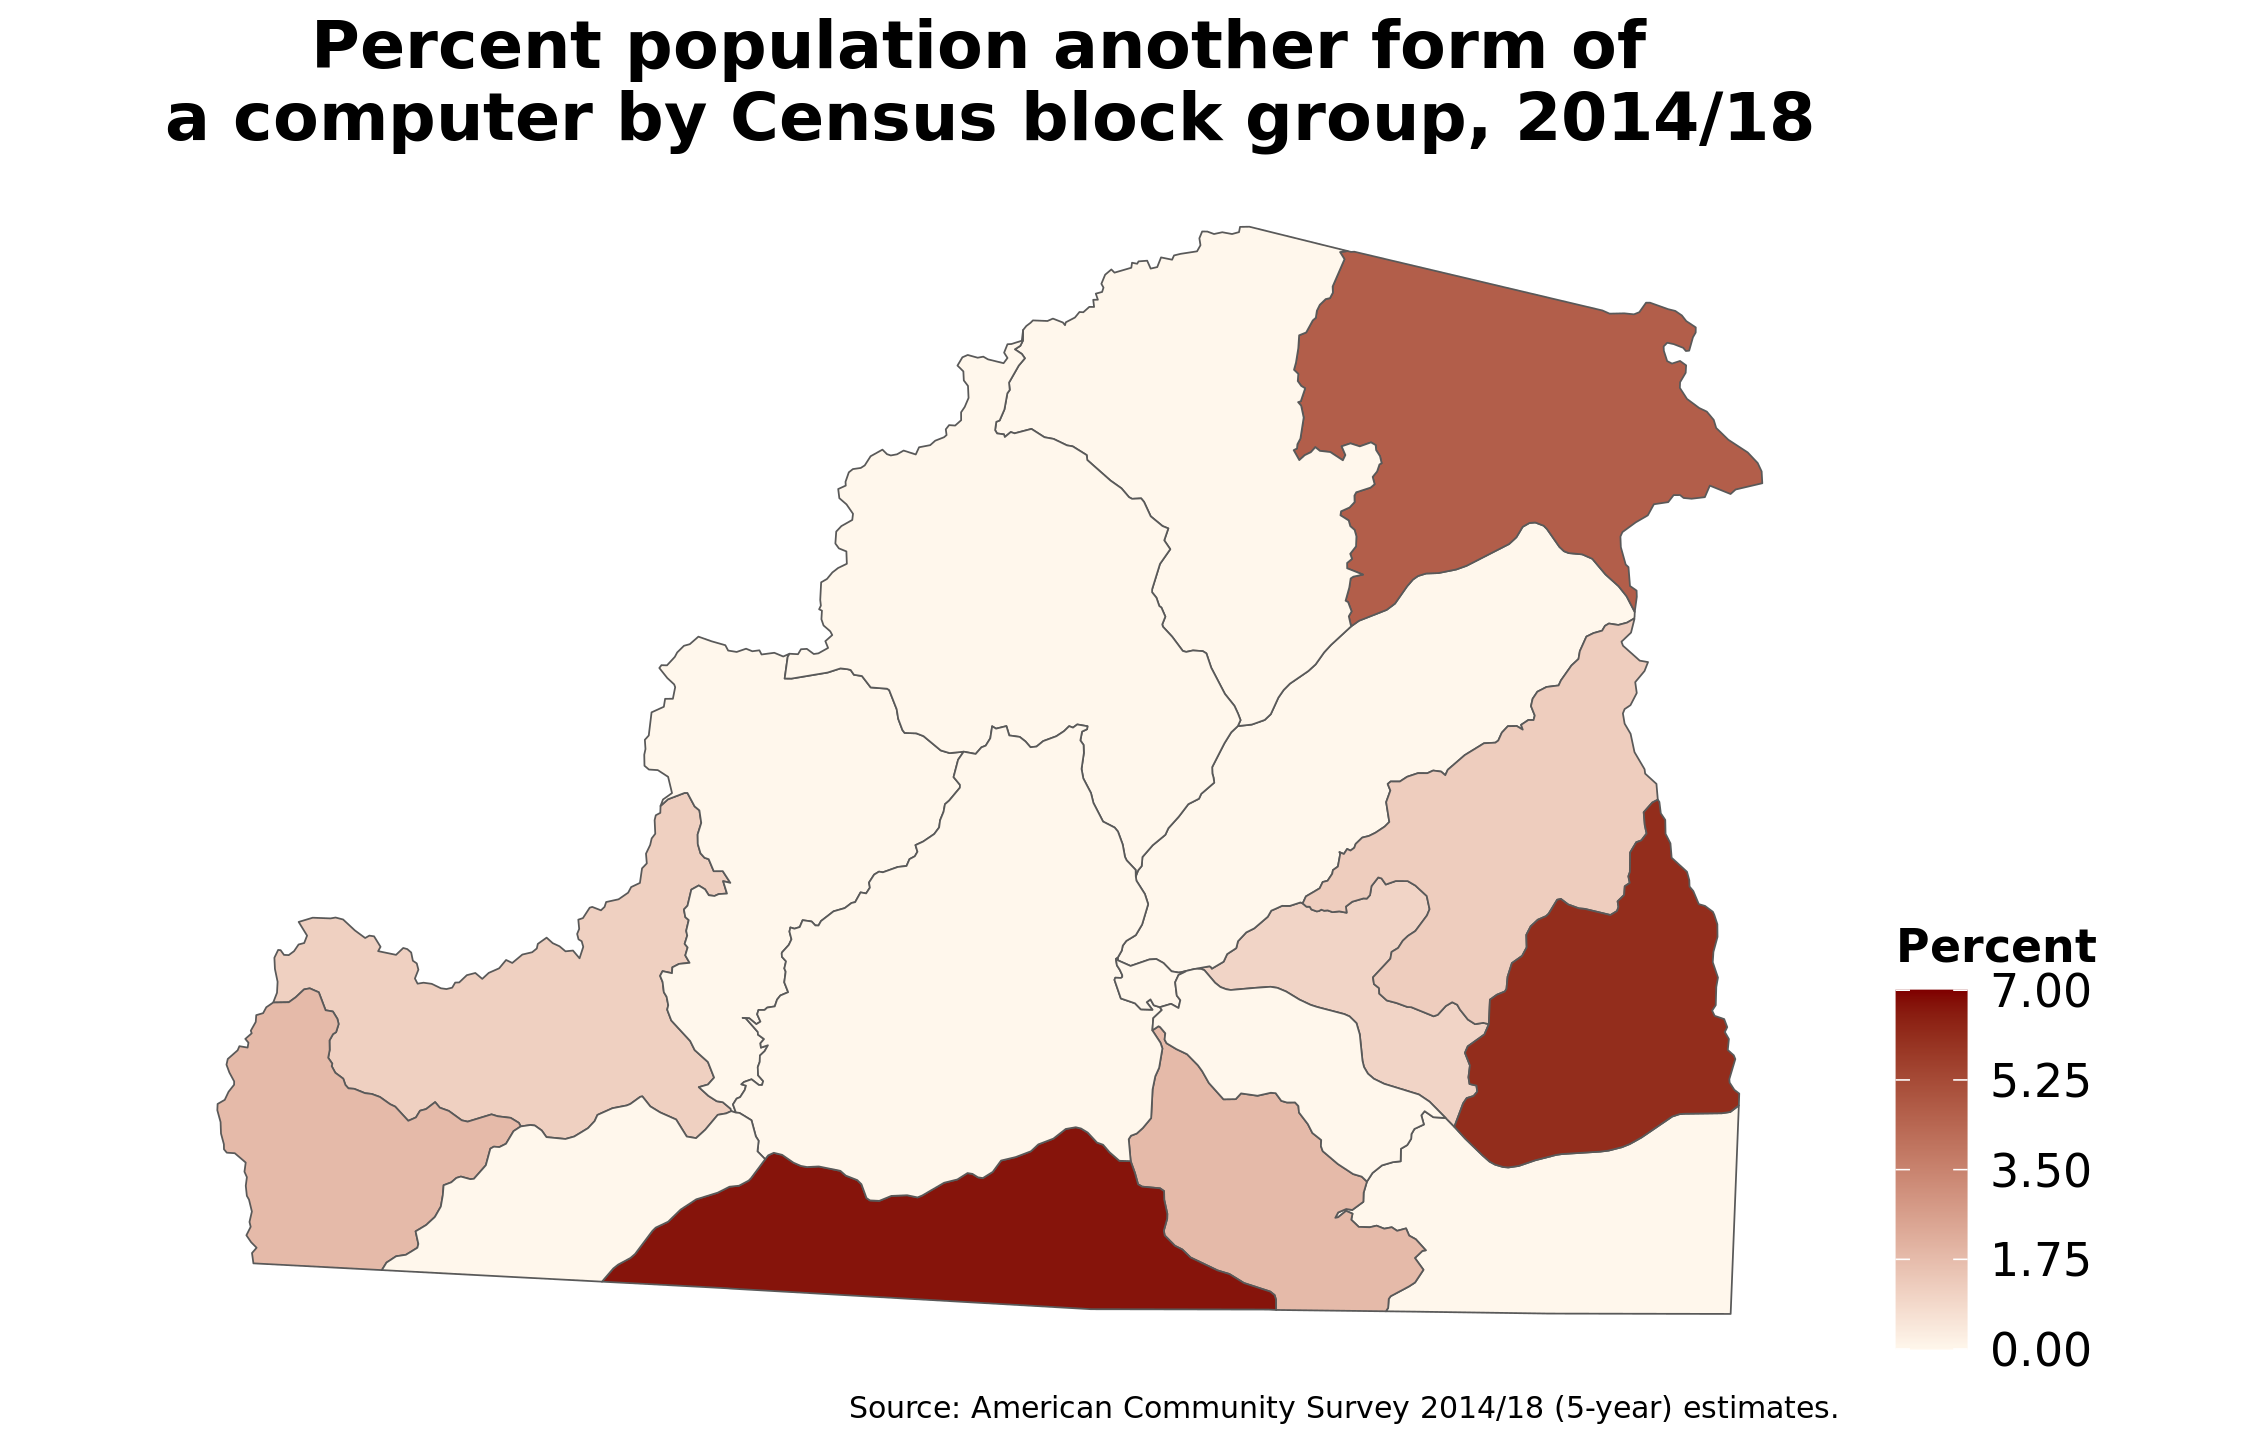 Percent population another form of
a computer by Census block group, 2014/18
Percent
7.00
5.25
3.50
1.75
0.00
Source: American Community Survey 2014/18 (5-year) estimates.